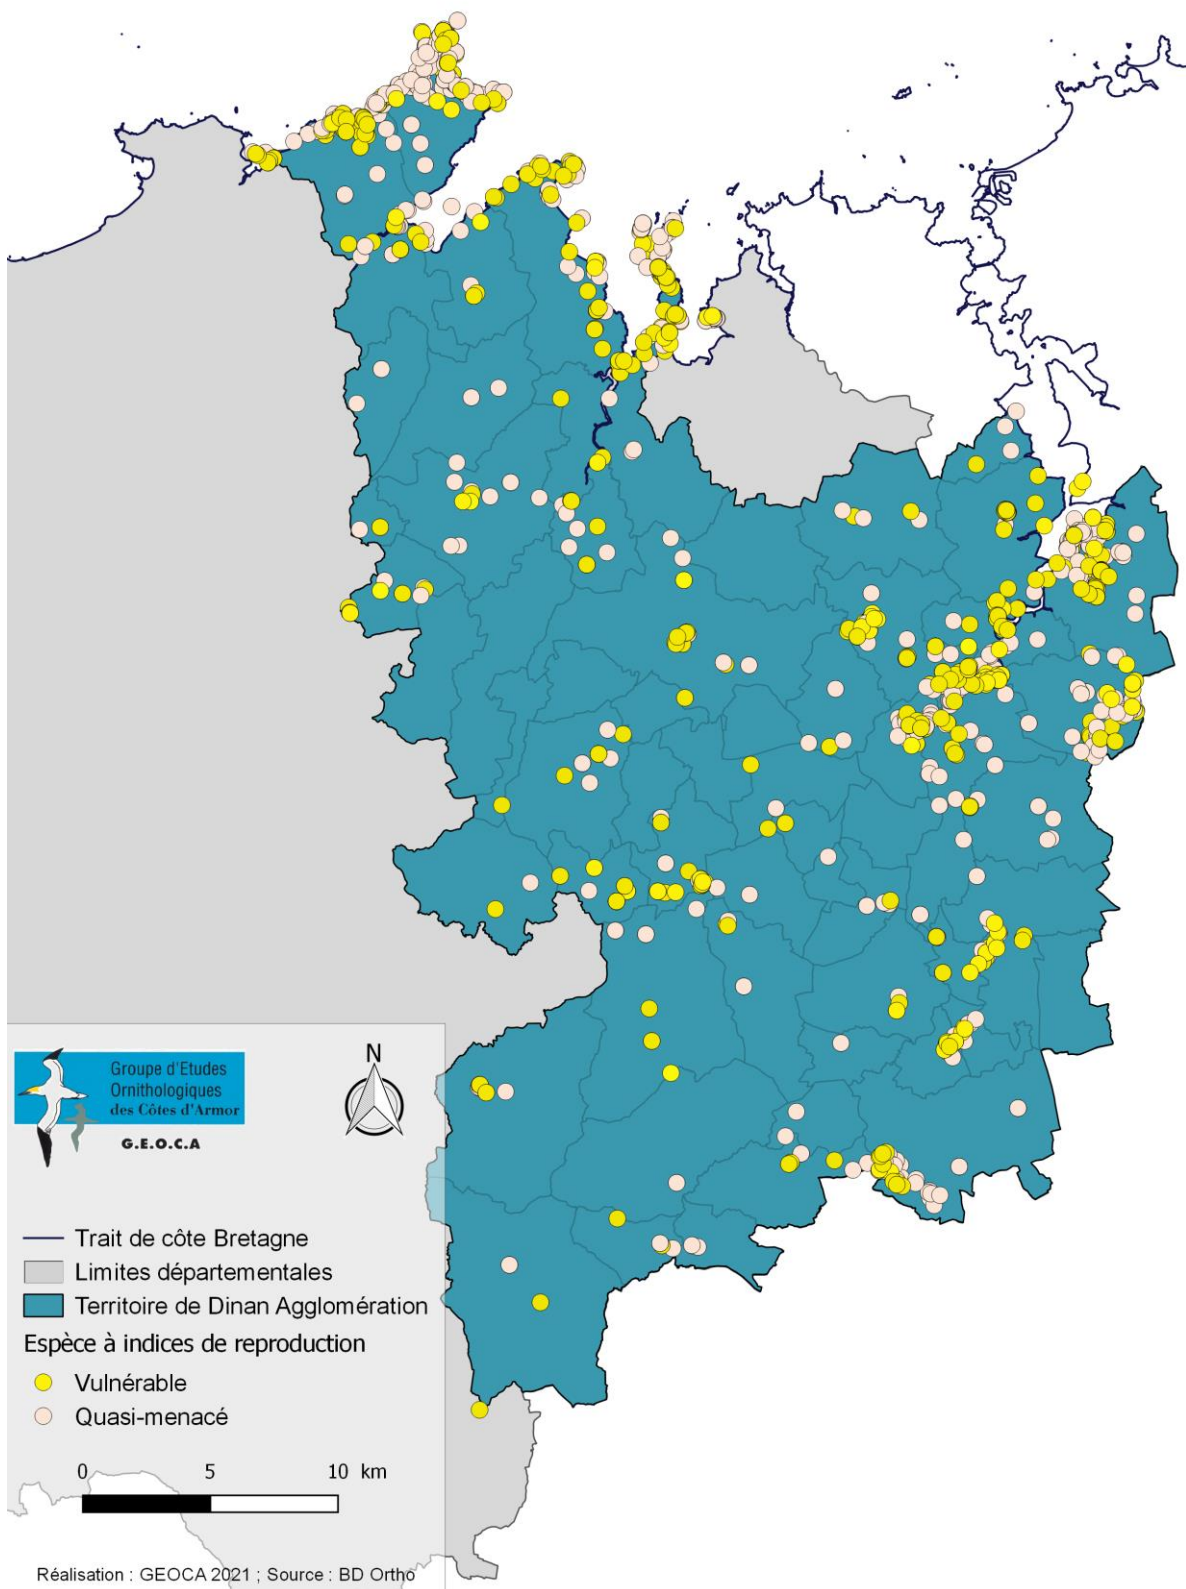 Groupe d'Etudes
Ornithologiques
des Côtes d'Armor
G.E.O.C.A
N
Trait de côte Bretagne
Limites départementales
Territoire de Dinan Agglomération
Espèce à indices de reproduction
Vulnérable
Quasi-menacé
0 5 10 km
Réalisation : GEOCA 2021 ; Source : BD Ortho